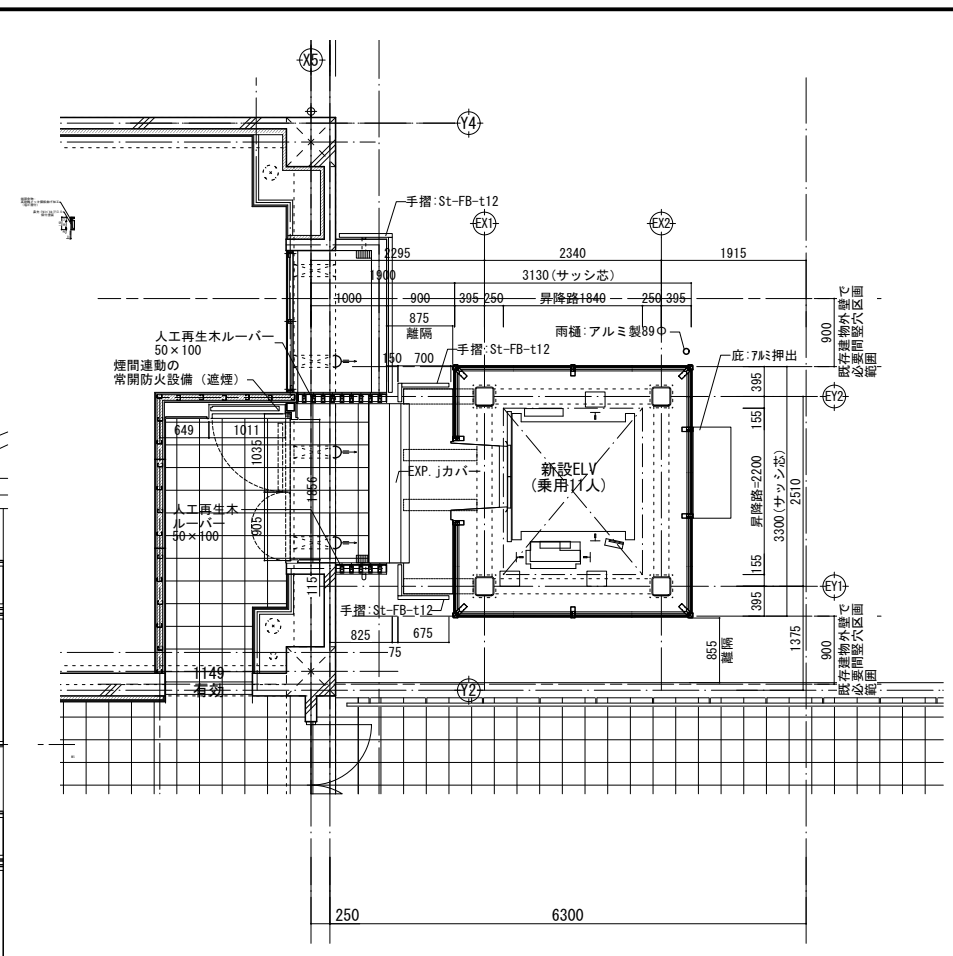 X5
Y4
手摺:St-FB-t12
EX1
EX2
2295
2340
1915
1900
3130(サッシ芯)
1000
900
395
250
昇降路1840
250
395
875
離隔
雨樋:アルミ製89○
900
既存建物外壁で
必要間竪穴区画
範囲
人工再生木ルーバー
50×100
煙間連動の
常開防火設備（遮煙）
150
700
手摺:St-FB-t12
庇:アルミ押出
395
EY2
649
1011
1035
1856
155
EXP.jカバー
新設ELV
(乗用11人)
昇降路=2200
3300(サッシ芯)
2510
人工再生木
ルーバー
50×100
905
155
115
EY1
手摺:St-FB-t12
395
825
675
75
855
離隔
1375
900
既存建物外壁で
必要間竪穴区画
範囲
1149
有効
Y2
250
6300